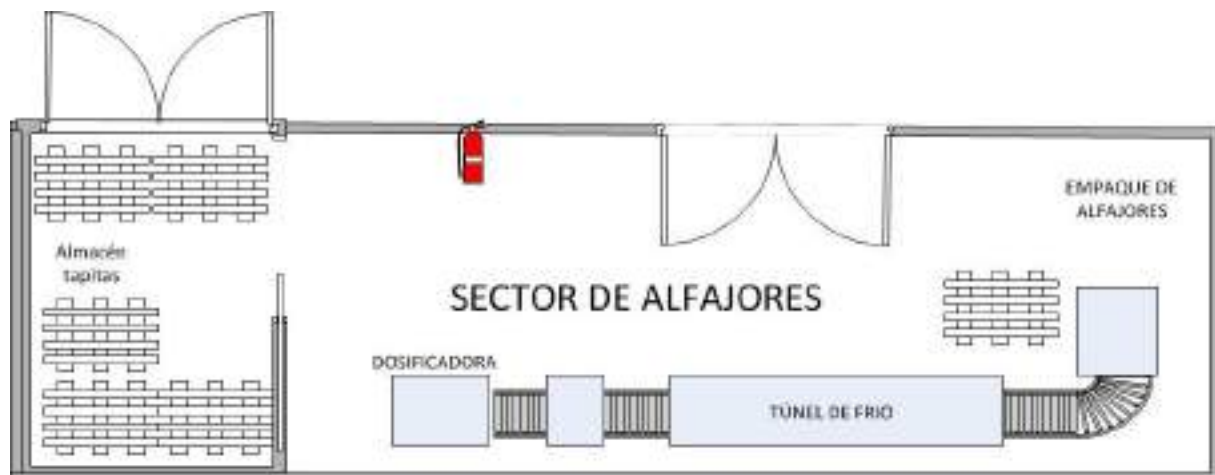 EMPAQUE DE
ALFAJORES
Almacén
tapitas
SECTOR DE ALFAJORES
DOSIFICADORA
TÚNEL DE FRIO